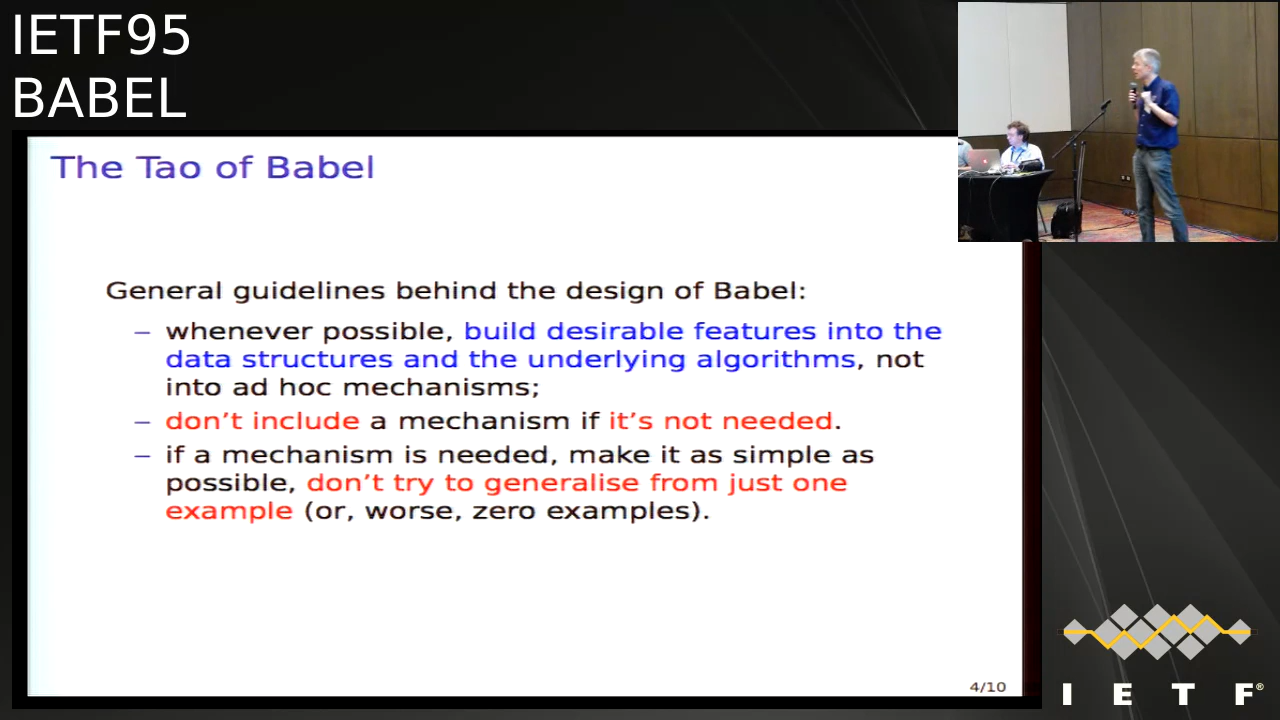 IETF95
BABEL
The Tao of Babel
General guidelines behind the design of Babel:
– whenever possible, build desirable features into the
data structures and the underlying algorithms, not
into ad hoc mechanisms;
– don’t include a mechanism if it’s not needed.
– if a mechanism is needed, make it as simple as
possible, don’t try to generalise from just one
example (or, worse, zero examples).
4/10
I E T F®